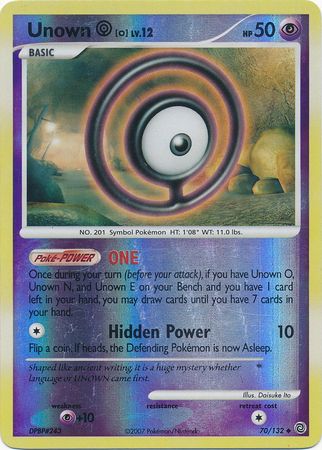 Unown [O] LV.12 HP 50
BASIC
NO. 201 Symbol Pokémon HT: 1'08" WT: 11.0 lbs.
Poké-POWER ONE
Once during your turn (before your attack), if you have Unown O,
Unown N, and Unown E on your Bench and you have 1 card
left in your hand, you may draw cards until you have 7 cards in
your hand.
Hidden Power 10
Flip a coin. If heads, the Defending Pokémon is now Asleep.
Shaped like ancient writing, it is a huge mystery whether
language or UNOWN came first.
Illus. Daisuke Ito
weakness resistance retreat cost
+10
DPBP#243 ©2007 Pokémon/Nintendo 70/132